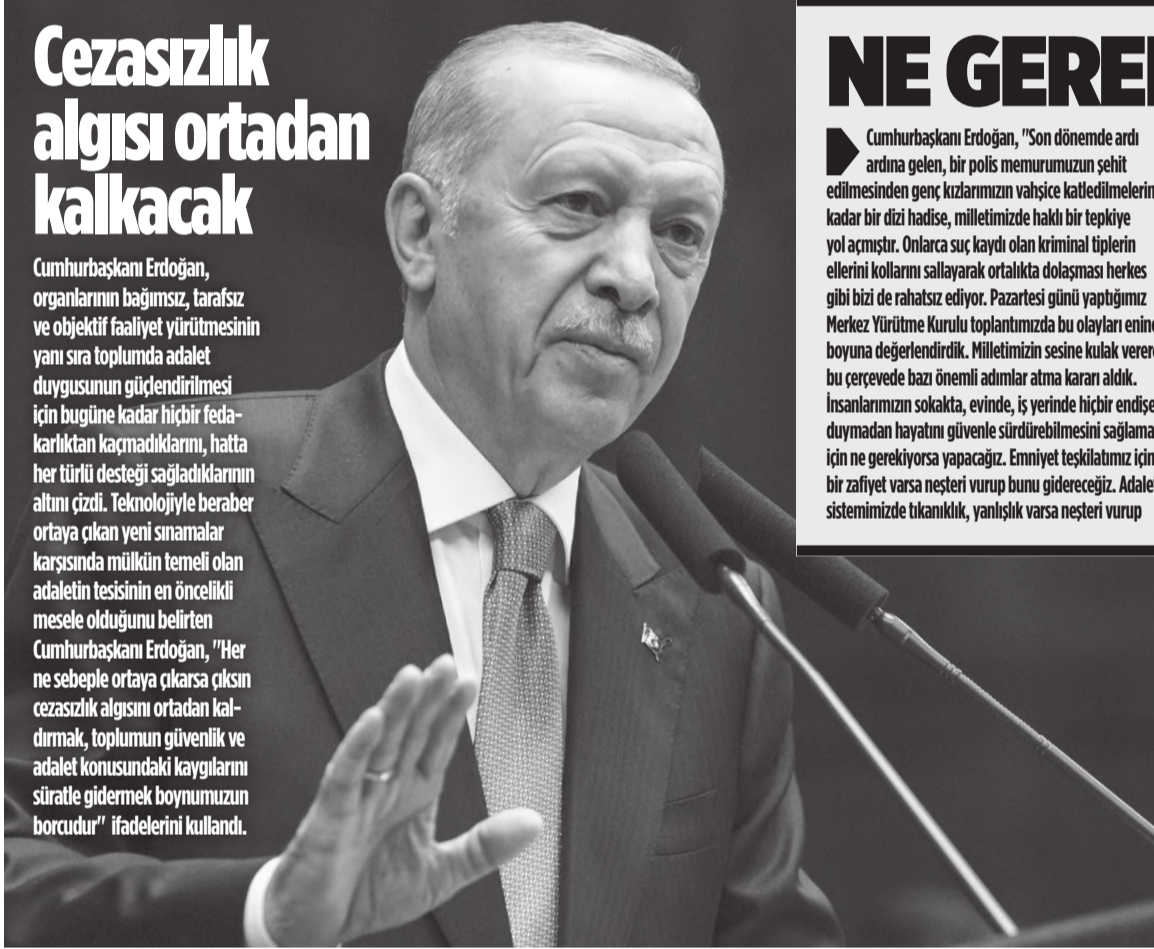 Cezasızlık
algısı ortadan
kalkacak
Cumhurbaşkanı Erdoğan,
organlarının bağımsız, tarafsız
ve objektif faaliyet yürütmesinin
yanı sıra toplumda adalet
duygusunun güçlendirilmesi
için bugüne kadar hiçbir feda-
karlıktan kaçmadıklarını, hatta
her türlü desteği sağladıklarının
altını çizdi. Teknolojiyle beraber
ortaya çıkan yeni sınamalar
karşısında mülkün temeli olan
adaletin tesisinin en öncelikli
mesele olduğunu belirten
Cumhurbaşkanı Erdoğan, "Her
ne sebeple ortaya çıkarsa çıksın
cezasızlık algısını ortadan kal-
dırmak, toplumun güvenlik ve
adalet konusundaki kaygılarını
süratle gidermek boynumuzun
borcudur" ifadelerini kullandı.
NE GEREK
Cumhurbaşkanı Erdoğan, "Son dönemde ardı
ardına gelen, bir polis memurumuzun şehit
edilmesinden genç kızlarımızın vahşice katledilmelerin
kadar bir dizi hadise, milletimizde haklı bir tepkiye
yol açmıştır. Onlarca suç kaydı olan kriminal tiplerin
ellerini kollarını sallayarak ortalıkta dolaşması herkes
gibi bizi de rahatsız ediyor. Pazartesi günü yaptığımız
Merkez Yürütme Kurulu toplantımızda bu olayları enine
boyuna değerlendirdik. Milletimizin sesine kulak verere
bu çerçevede bazı önemli adımlar atma kararı aldık.
İnsanlarımızın sokakta, evinde, iş yerinde hiçbir endişe
duymadan hayatını güvenle sürdürebilmesini sağlama
için ne gerekiyorsa yapacağız. Emniyet teşkilatımız için
bir zafiyet varsa neşteri vurup bunu gidereceğiz. Adalet
sistemimizde tıkanıklık, yanlışlık varsa neşteri vurup